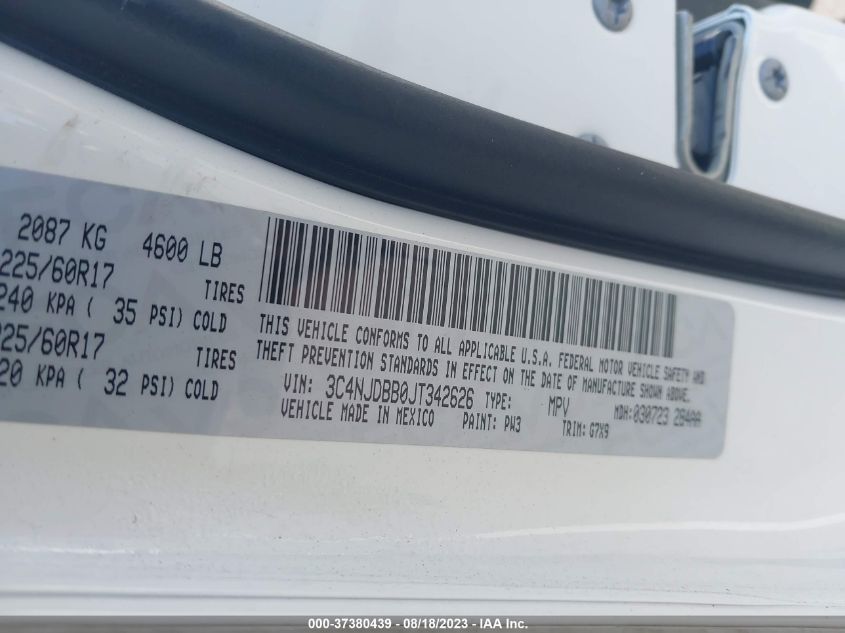 2087 KG 4600 LB
225/60R17 TIRES
240 KPA ( 35 PSI) COLD
225/60R17 TIRES
20 KPA ( 32 PSI) COLD
THIS VEHICLE CONFORMS TO ALL APPLICABLE U.S.A. FEDERAL MOTOR VEHICLE SAFETY AND
THEFT PREVENTION STANDARDS IN EFFECT ON THE DATE OF MANUFACTURE SHOWN ABOVE.
VIN: 3C4NJDBB0JT342626 TYPE: MPV MDH: 030723 284AA
VEHICLE MADE IN MEXICO PAINT: PW3 TRIM: G7X9
000-37380439 - 08/18/2023 - IAA Inc.